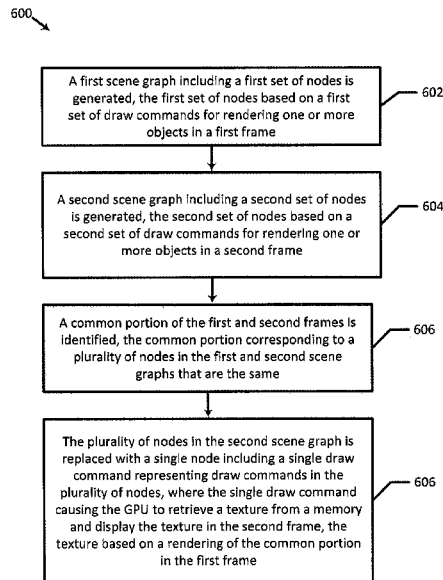 600
A first scene graph including a first set of nodes is
generated, the first set of nodes based on a first
set of draw commands for rendering one or more
objects in a first frame
602
A second scene graph including a second set of nodes
is generated, the second set of nodes based on a
second set of draw commands for rendering one or
more objects in a second frame
604
A common portion of the first and second frames is
identified, the common portion corresponding to a
plurality of nodes in the first and second scene
graphs that are the same
606
The plurality of nodes in the second scene graph is
replaced with a single node including a single draw
command representing draw commands in the
plurality of nodes, where the single draw command
causing the GPU to retrieve a texture from a memory
and display the texture in the second frame, the
texture based on a rendering of the common portion
in the first frame
606